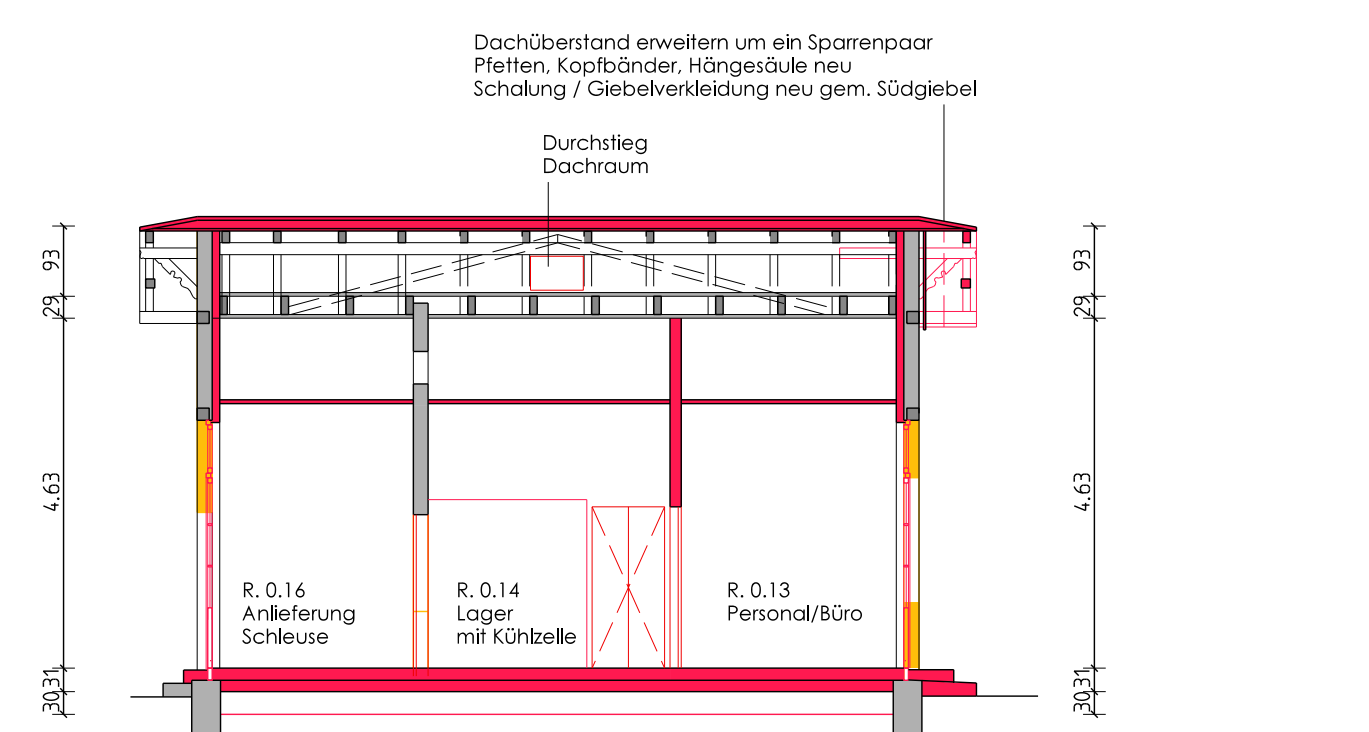 Dachüberstand erweitern um ein Sparrenpaar
Pfetten, Kopfbänder, Hängesäule neu
Schalung / Giebelverkleidung neu gem. Südgiebel
Durchstieg
Dachraum
93
29
4.63
31
30
93
29
4.63
31
30
R. 0.16
Anlieferung
Schleuse
R. 0.14
Lager
mit Kühlzelle
R. 0.13
Personal/Büro